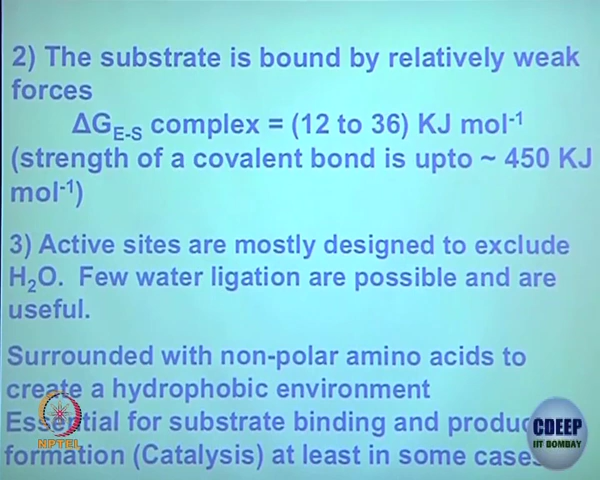 2) The substrate is bound by relatively weak
forces
ΔG_E-S complex = (12 to 36) KJ mol⁻¹
(strength of a covalent bond is upto ~ 450 KJ
mol⁻¹)
3) Active sites are mostly designed to exclude
H₂O. Few water ligation are possible and are
useful.
Surrounded with non-polar amino acids to
create a hydrophobic environment
Essential for substrate binding and produc
formation (Catalysis) at least in some cases
NPTEL
CDEEP
IIT BOMBAY